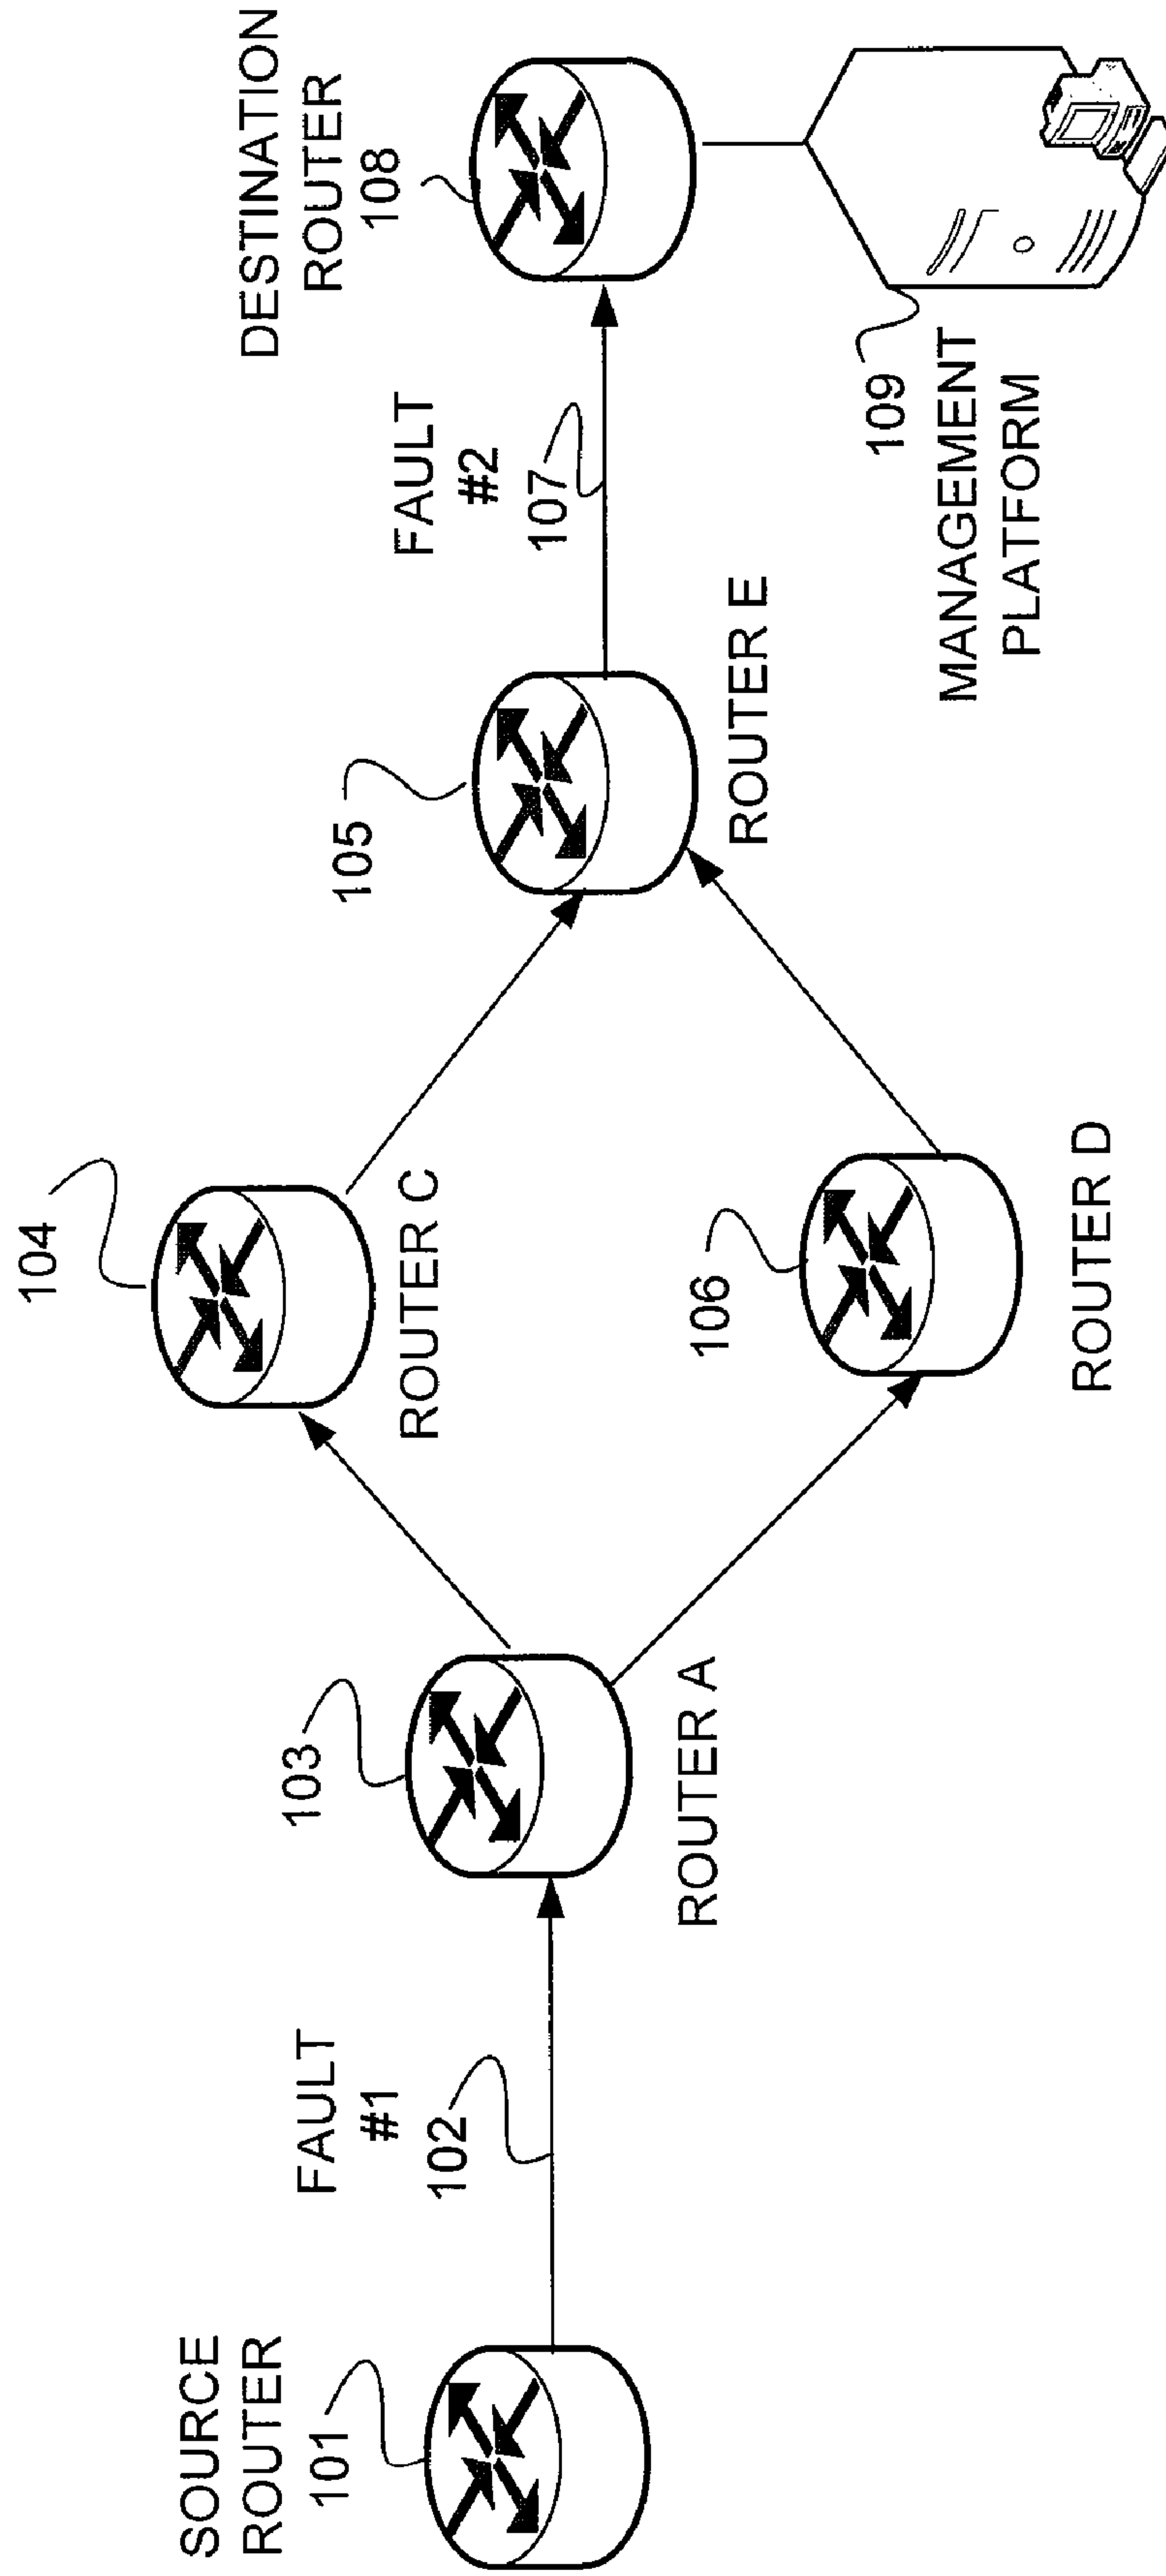 SOURCE
ROUTER
101
FAULT
#1
102
103
ROUTER A
104
ROUTER C
106
ROUTER D
105
ROUTER E
FAULT
#2
107
DESTINATION
ROUTER
108
109
MANAGEMENT
PLATFORM